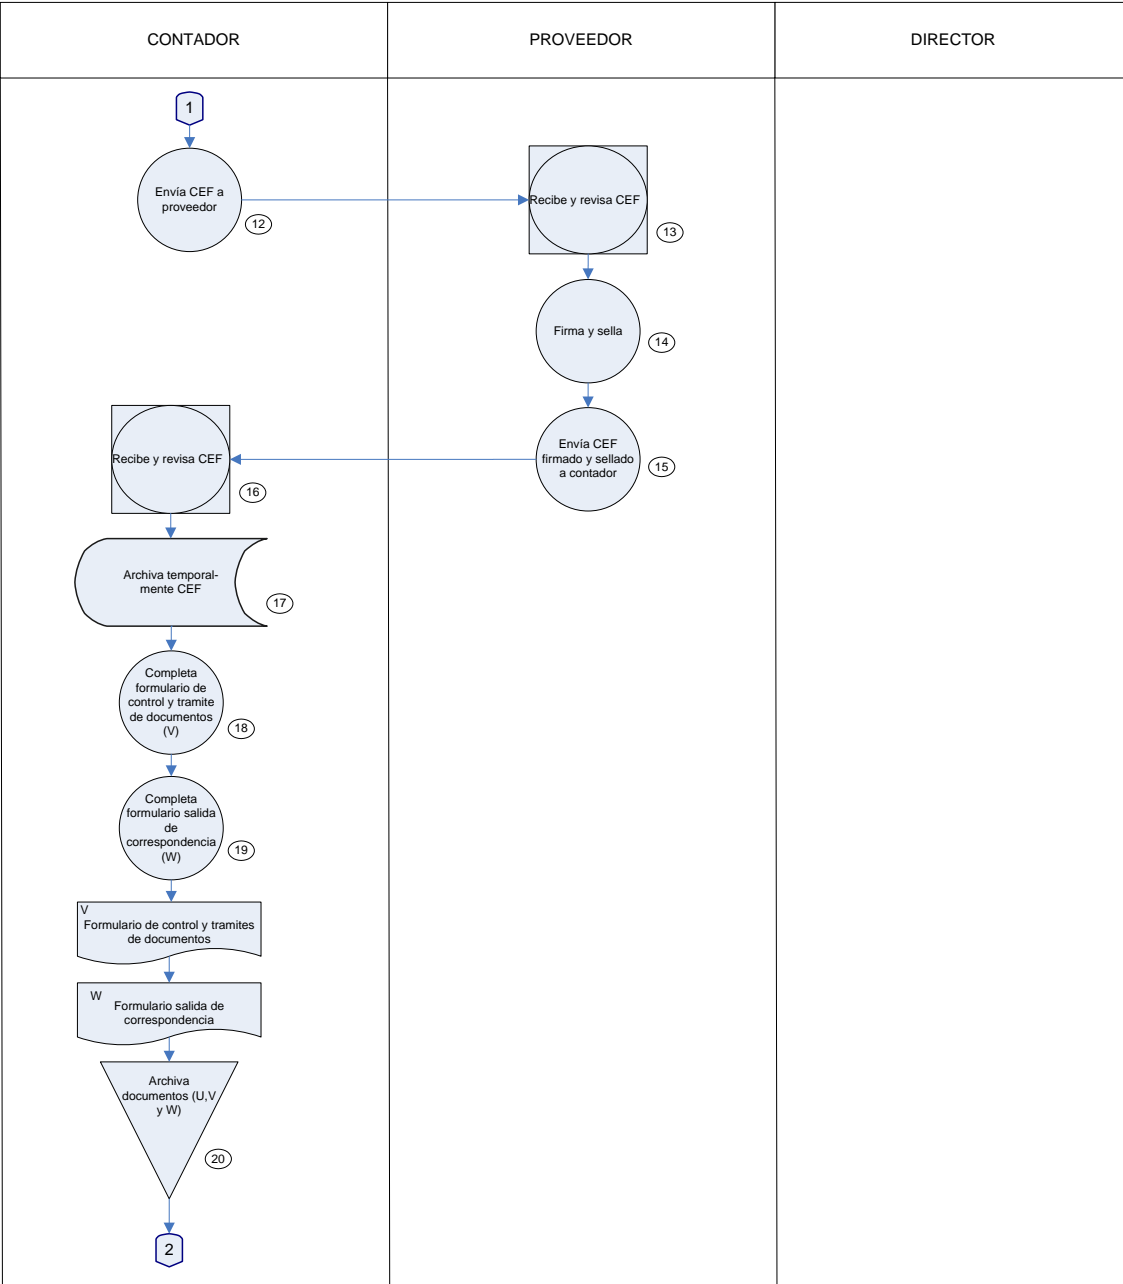 CONTADOR
PROVEEDOR
DIRECTOR
1
Envía CEF a
proveedor
12
Recibe y revisa CEF
13
Firma y sella
14
Envía CEF
firmado y sellado
a contador
15
Recibe y revisa CEF
16
Archiva temporal-
mente CEF
17
Completa
formulario de
control y tramite
de documentos
(V)
18
Completa
formulario salida
de
correspondencia
(W)
19
V
Formulario de control y tramites
de documentos
W
Formulario salida de
correspondencia
Archiva
documentos (U,V
y W)
20
2